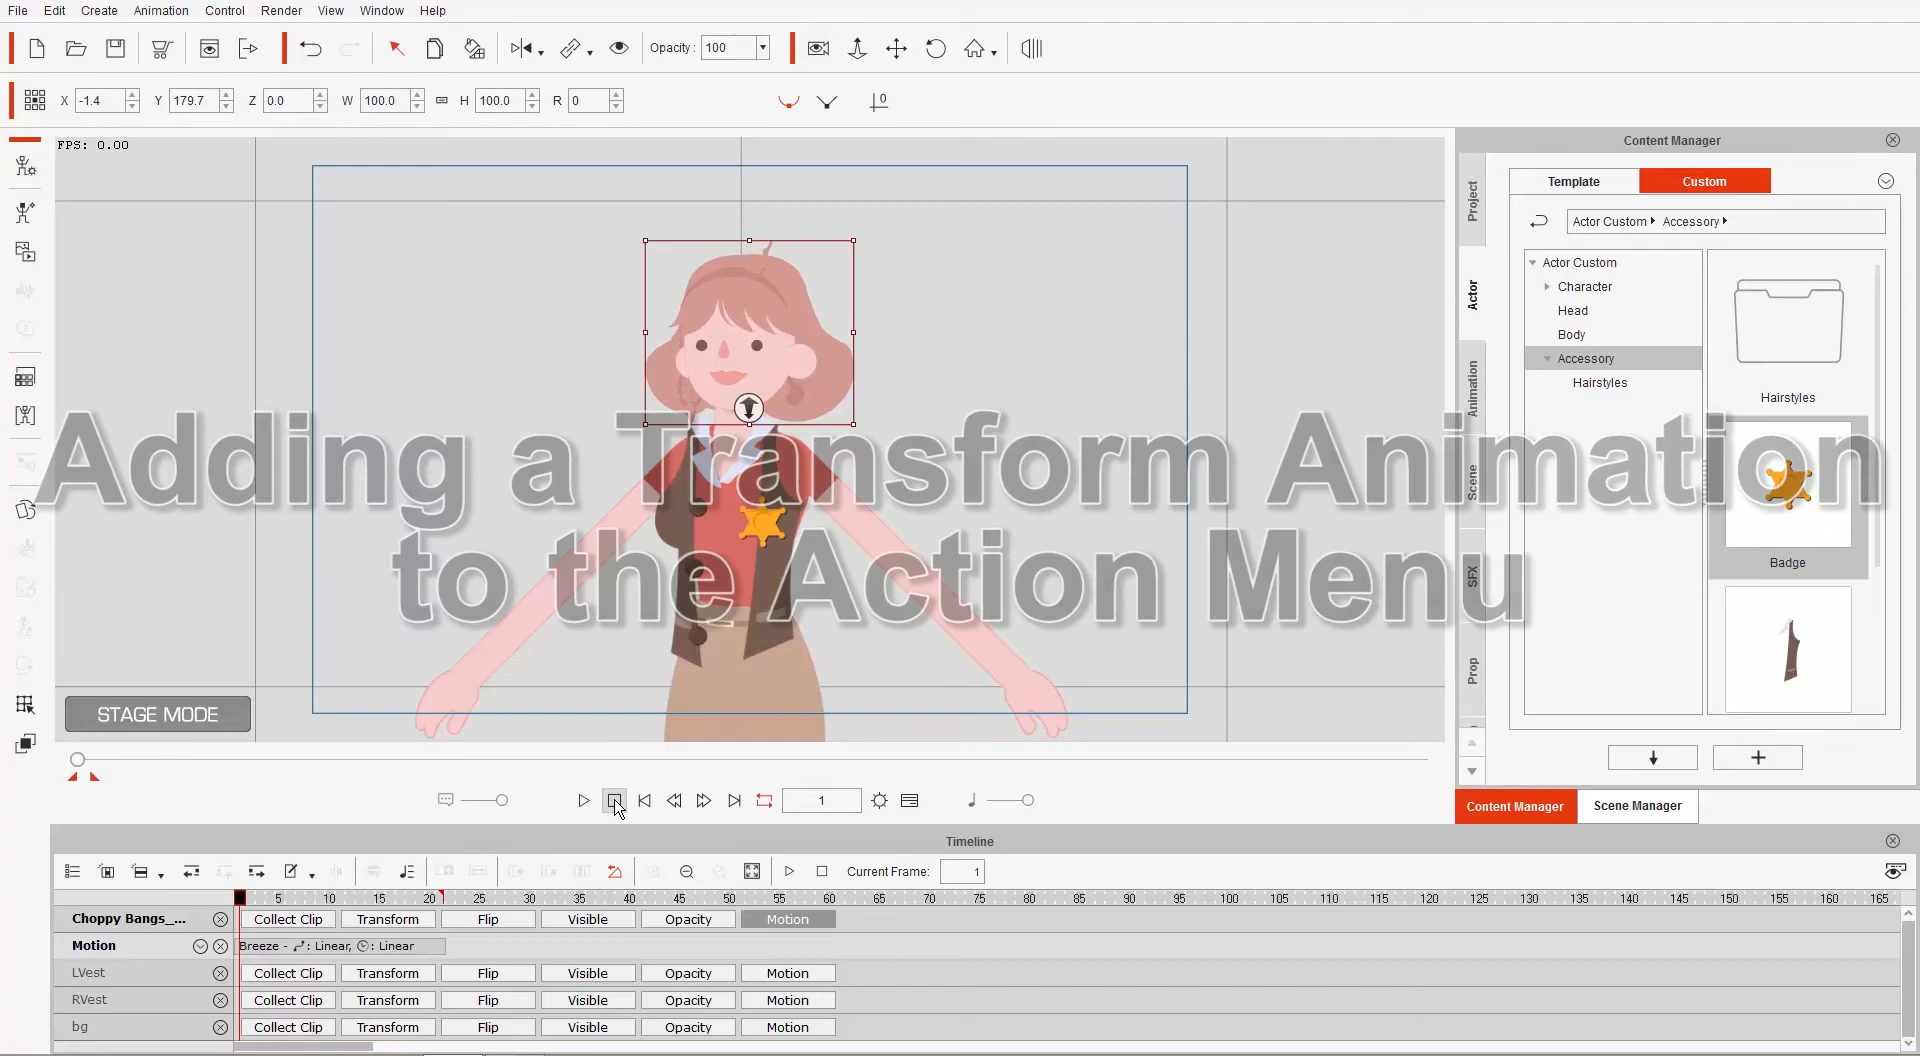 File Edit Create Animation Control Render View Window Help
Opacity : 100
X -1.4 Y 179.7 Z 0.0 W 100.0 H 100.0 R 0 0
FPS: 0.00
Content Manager
Template Custom
Actor Custom Accessory
Actor Custom
Character
Head
Body
Accessory
Hairstyles
Hairstyles
Badge
Project
Actor
Animation
Scene
SFX
Prop
Adding a Transform Animation
to the Action Menu
STAGE MODE
1
Content Manager Scene Manager
Timeline
Current Frame: 1
5 10 15 20 25 30 35 40 45 50 55 60 65 70 75 80 85 90 95 100 105 110 115 120 125 130 135 140 145 150 155 160 165
Choppy Bangs_... Collect Clip Transform Flip Visible Opacity Motion
Motion Breeze - : Linear, : Linear
LVest Collect Clip Transform Flip Visible Opacity Motion
RVest Collect Clip Transform Flip Visible Opacity Motion
bg Collect Clip Transform Flip Visible Opacity Motion